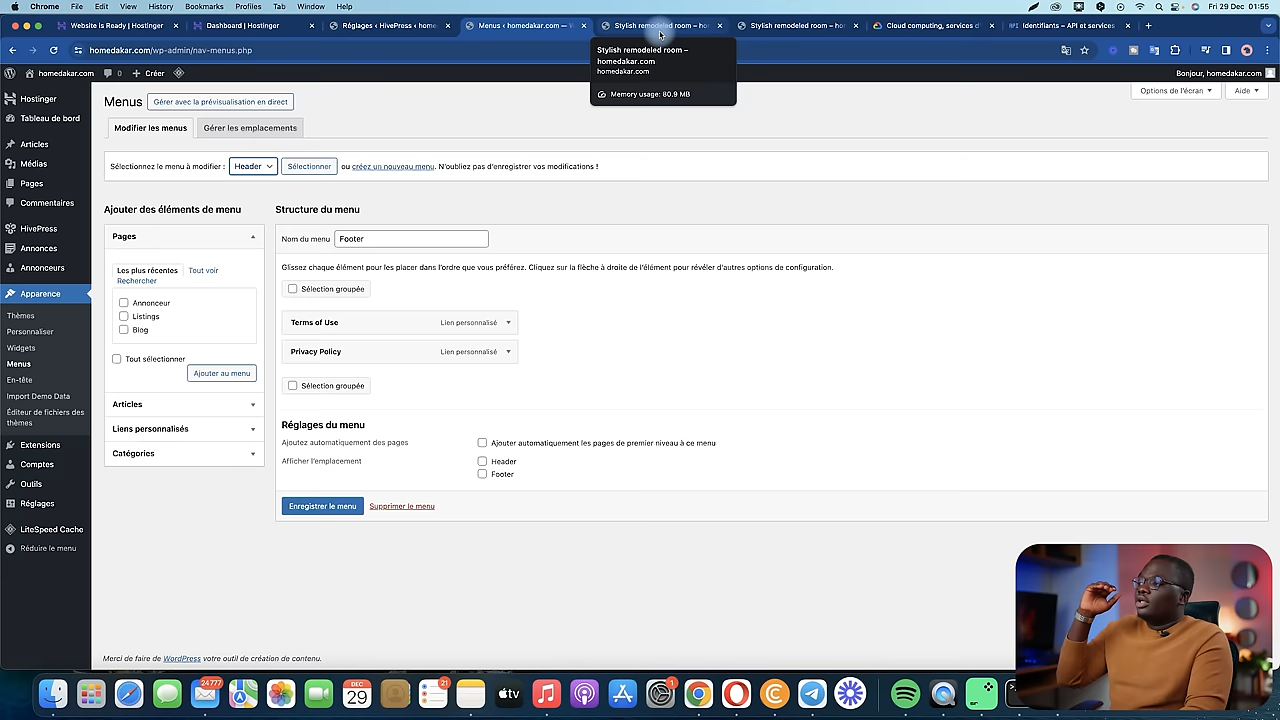 Chrome File Edit View History Bookmarks Profiles Tab Window Help Fri 29 Dec 01:55
Website Is Ready | Hostinger
Dashboard | Hostinger
Réglages ‹ HivePress ‹ home
Menus ‹ homedakar.com — W
Stylish remodeled room – ho
Stylish remodeled room – ho
Cloud computing, services d'
Identifiants – API et services
homedakar.com/wp-admin/nav-menus.php
Stylish remodeled room –
homedakar.com
homedakar.com
Memory usage: 80.9 MB
homedakar.com 0 Créer
Bonjour, homedakar.com
Hostinger
Tableau de bord
Articles
Médias
Pages
Commentaires
HivePress
Annonces
Annonceurs
Apparence
Thèmes
Personnaliser
Widgets
Menus
En-tête
Import Demo Data
Éditeur de fichiers des
thèmes
Extensions
Comptes
Outils
Réglages
LiteSpeed Cache
Réduire le menu
Menus
Gérer avec la prévisualisation en direct
Options de l'écran
Aide
Modifier les menus
Gérer les emplacements
Sélectionnez le menu à modifier : Header Sélectionner ou créez un nouveau menu. N'oubliez pas d'enregistrer vos modifications !
Ajouter des éléments de menu
Pages
Les plus récentes Tout voir
Rechercher
Annonceur
Listings
Blog
Tout sélectionner
Ajouter au menu
Articles
Liens personnalisés
Catégories
Structure du menu
Nom du menu Footer
Glissez chaque élément pour les placer dans l'ordre que vous préférez. Cliquez sur la flèche à droite de l'élément pour révéler d'autres options de configuration.
Sélection groupée
Terms of Use Lien personnalisé
Privacy Policy Lien personnalisé
Sélection groupée
Réglages du menu
Ajoutez automatiquement des pages
Ajouter automatiquement les pages de premier niveau à ce menu
Afficher l'emplacement
Header
Footer
Enregistrer le menu Supprimer le menu
Merci de faire de WordPress votre outil de création de contenu.
24 777
DEC
29
21
tv
1